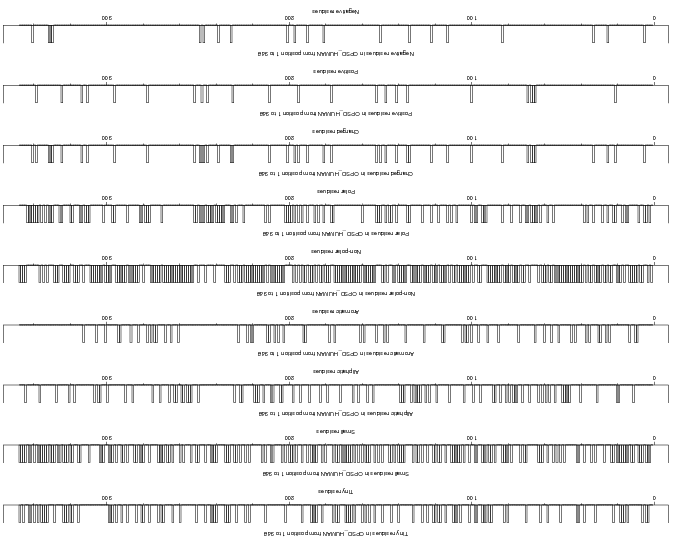 Tiny residues in OPSD_HUMAN from position 1 to 348
0 100 200 300
Tiny residues
Small residues in OPSD_HUMAN from position 1 to 348
0 100 200 300
Small residues
Aliphatic residues in OPSD_HUMAN from position 1 to 348
0 100 200 300
Aliphatic residues
Aromatic residues in OPSD_HUMAN from position 1 to 348
0 100 200 300
Aromatic residues
Non-polar residues in OPSD_HUMAN from position 1 to 348
0 100 200 300
Non-polar residues
Polar residues in OPSD_HUMAN from position 1 to 348
0 100 200 300
Polar residues
Charged residues in OPSD_HUMAN from position 1 to 348
0 100 200 300
Charged residues
Positive residues in OPSD_HUMAN from position 1 to 348
0 100 200 300
Positive residues
Negative residues in OPSD_HUMAN from position 1 to 348
0 100 200 300
Negative residues